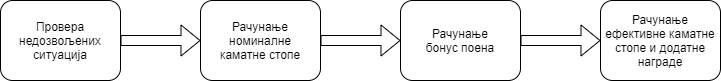 Провера
недозвољених
ситуација
Рачунање
номиналне
каматне стопе
Рачунање
бонус поена
Рачунање
ефективне каматне
стопе и додатне
награде